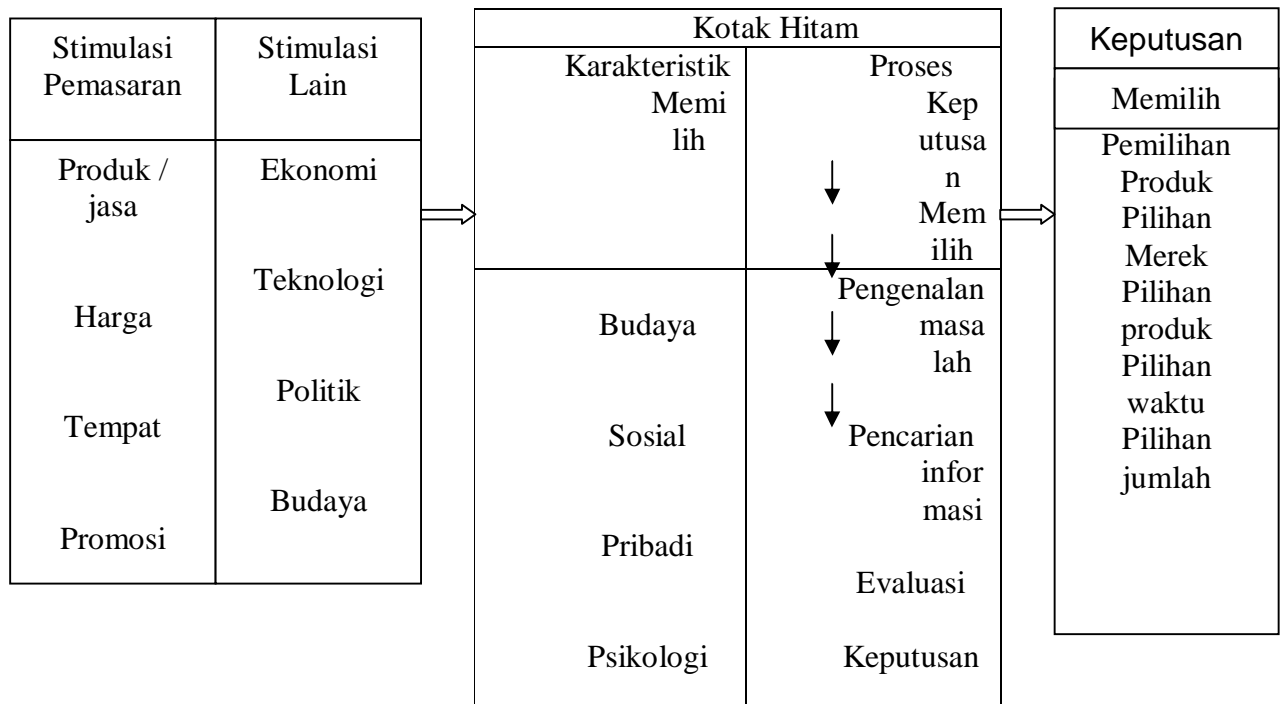 Stimulasi
Pemasaran
Produk /
jasa
Harga
Tempat
Promosi
Stimulasi
Lain
Ekonomi
Teknologi
Politik
Budaya
Kotak Hitam
Karakteristik
Memi
lih
Budaya
Sosial
Pribadi
Psikologi
Proses
Kep
utusa
n
Mem
ilih
Pengenalan
masa
lah
Pencarian
infor
masi
Evaluasi
Keputusan
Keputusan
Memilih
Pemilihan
Produk
Pilihan
Merek
Pilihan
produk
Pilihan
waktu
Pilihan
jumlah